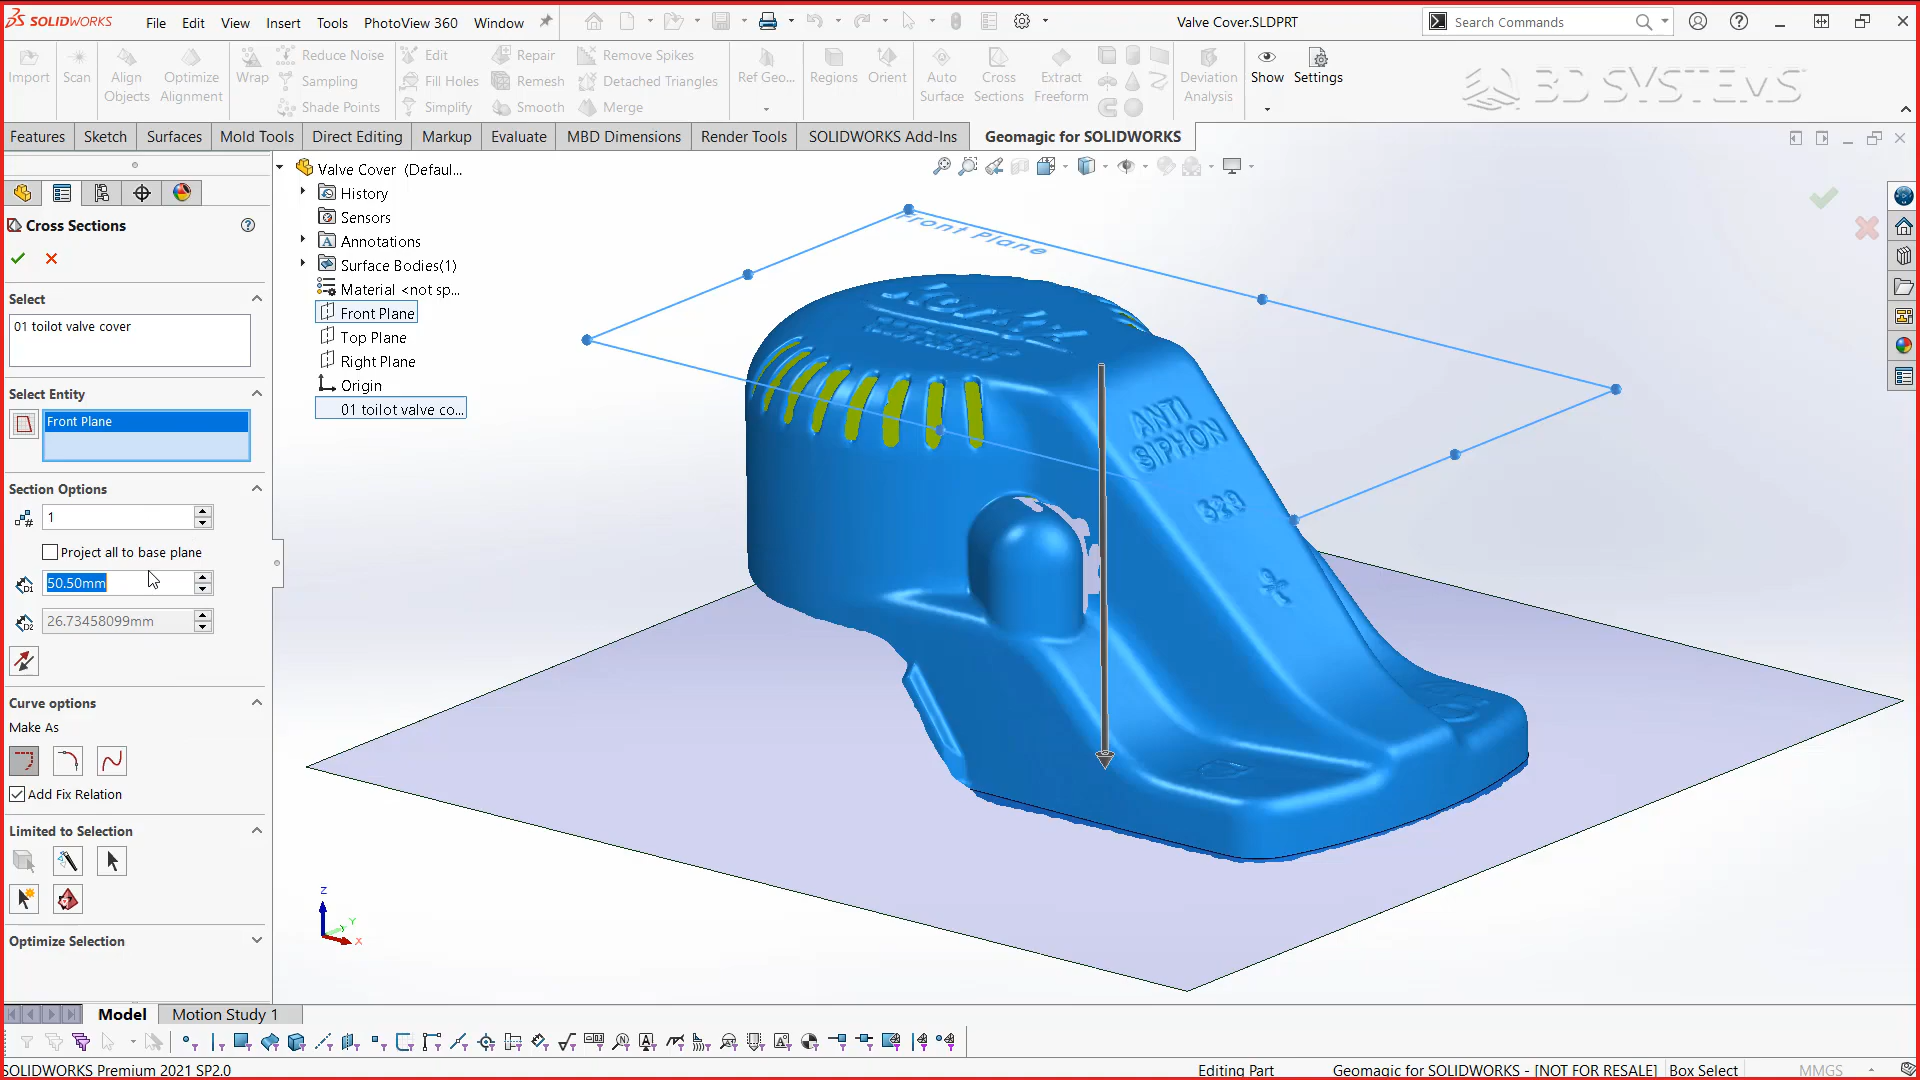 SOLIDWORKS File Edit View Insert Tools PhotoView 360 Window Valve Cover.SLDPRT Search Commands
Import Scan Align Objects Optimize Alignment Wrap Reduce Noise Sampling Shade Points Edit Fill Holes Simplify Repair Remesh Smooth Remove Spikes Detached Triangles Merge Ref Geo... Regions Orient Auto Surface Cross Sections Extract Freeform Deviation Analysis Show Settings 3D SYSTEMS
Features Sketch Surfaces Mold Tools Direct Editing Markup Evaluate MBD Dimensions Render Tools SOLIDWORKS Add-Ins Geomagic for SOLIDWORKS
Cross Sections
Select
01 toilot valve cover
Select Entity
Front Plane
Section Options
1
Project all to base plane
50.50mm
D1
26.73458099mm
D2
Curve options
Make As
Add Fix Relation
Limited to Selection
Optimize Selection
Valve Cover (Defaul...
History
Sensors
Annotations
Surface Bodies(1)
Material <not sp...
Front Plane
Top Plane
Right Plane
Origin
01 toilot valve co...
Front Plane
ANTI
SIPHON
Z
Y
X
Model Motion Study 1
SOLIDWORKS Premium 2021 SP2.0 Editing Part Geomagic for SOLIDWORKS - [NOT FOR RESALE] Box Select MMGS